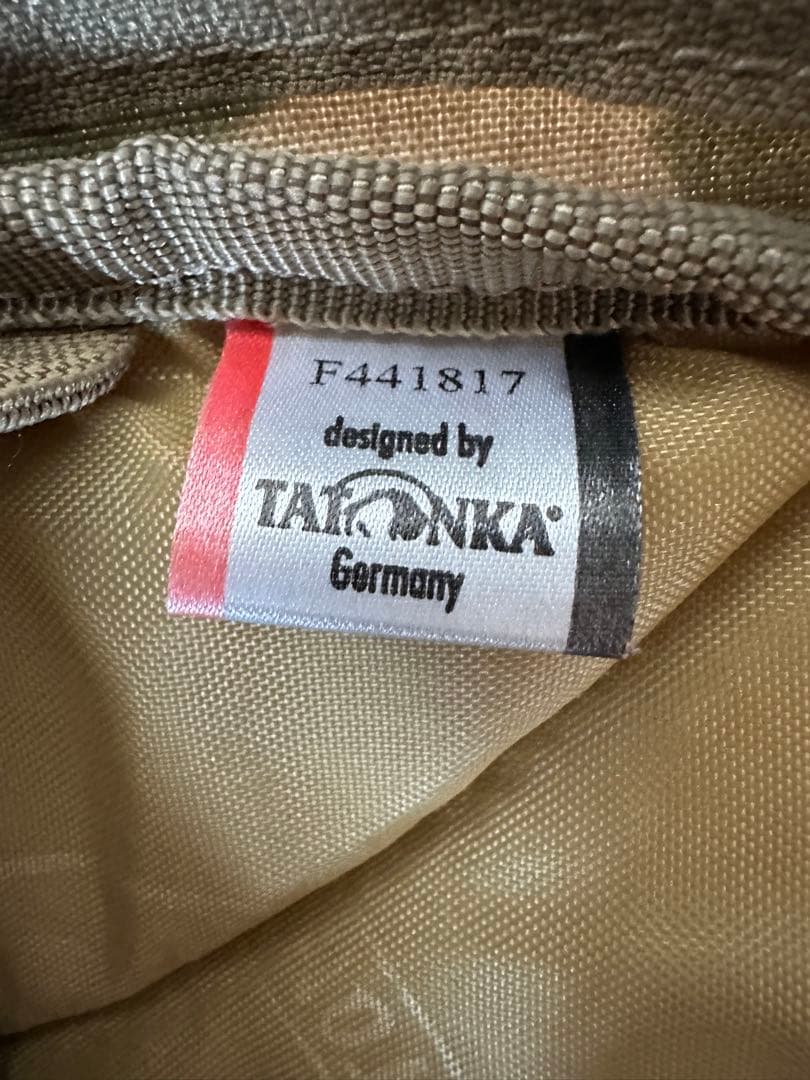 F441817
designed by
TATONKA®
Germany